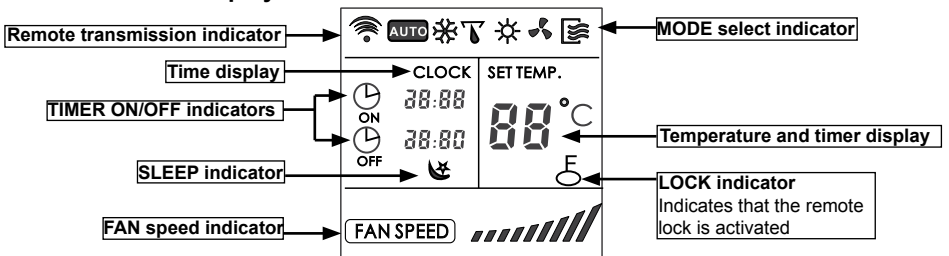 Remote transmission indicator
AUTO
MODE select indicator
Time display
CLOCK
SET TEMP.
TIMER ON/OFF indicators
ON
38:88
88
°C
OFF
38:80
Temperature and timer display
SLEEP indicator
LOCK indicator
Indicates that the remote
lock is activated
FAN speed indicator
FAN SPEED